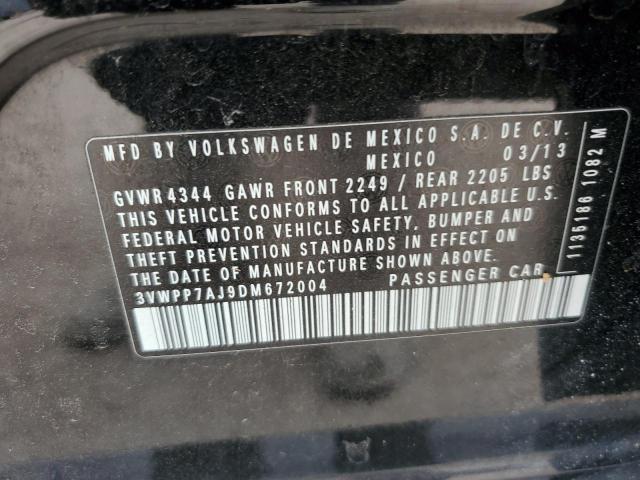 MFD BY VOLKSWAGEN DE MEXICO S.A. DE C.V.
MEXICO 03/13
GVWR 4344 GAWR FRONT 2249 / REAR 2205 LBS
THIS VEHICLE CONFORMS TO ALL APPLICABLE U.S.
FEDERAL MOTOR VEHICLE SAFETY, BUMPER AND
THEFT PREVENTION STANDARDS IN EFFECT ON
THE DATE OF MANUFACTURE SHOWN ABOVE.
3VWPP7AJ9DM672004 PASSENGER CAR
1135186 1082 M